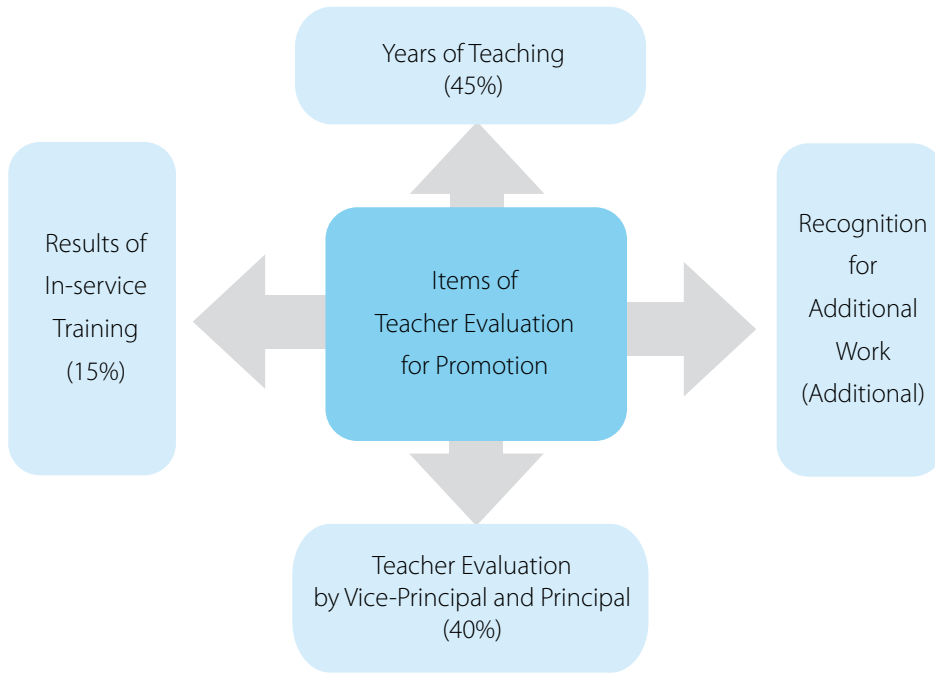 Years of Teaching
(45%)
Results of
In-service
Training
(15%)
Items of
Teacher Evaluation
for Promotion
Recognition
for
Additional
Work
(Additional)
Teacher Evaluation
by Vice-Principal and Principal
(40%)